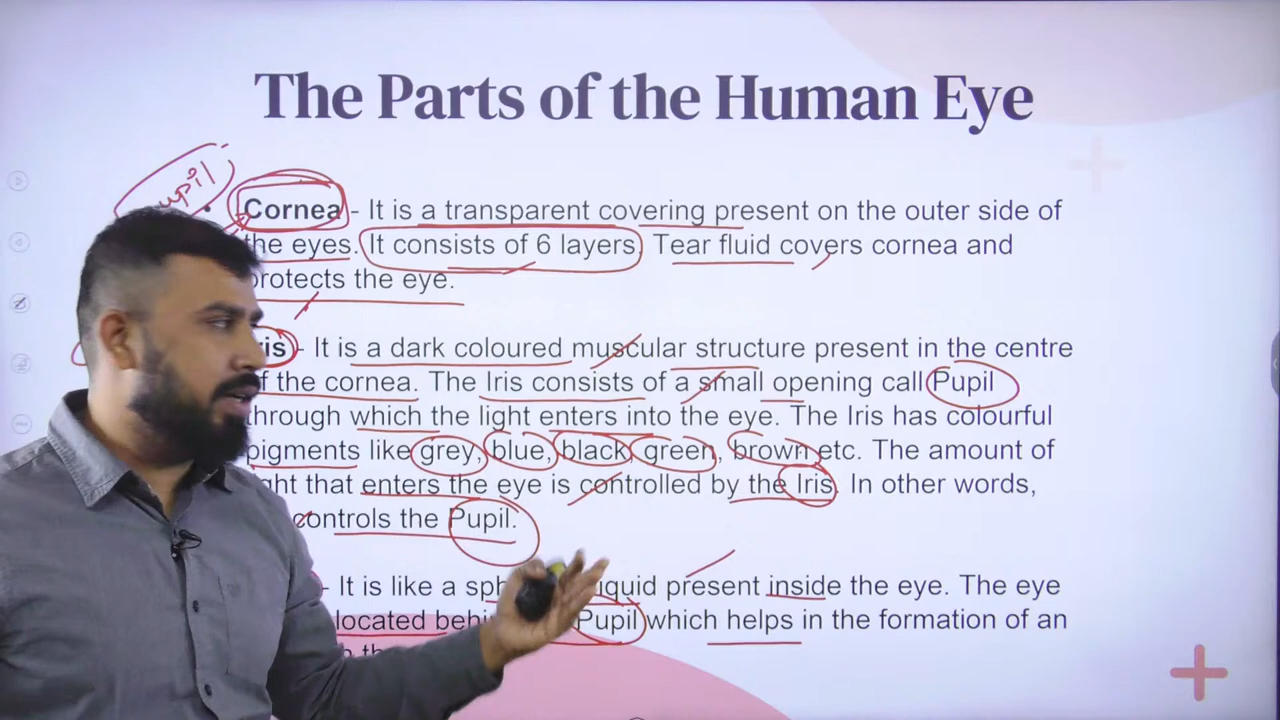 The Parts of the Human Eye
Cornea - It is a transparent covering present on the outer side of
the eyes. It consists of 6 layers. Tear fluid covers cornea and
protects the eye.
- It is a dark coloured muscular structure present in the centre
of the cornea. The Iris consists of a small opening call Pupil
through which the light enters into the eye. The Iris has colourful
pigments like grey, blue, black, green, brown etc. The amount of
that enters the eye is controlled by the Iris. In other words,
controls the Pupil.
- It is like a liquid present inside the eye. The eye
located Pupil which helps in the formation of an